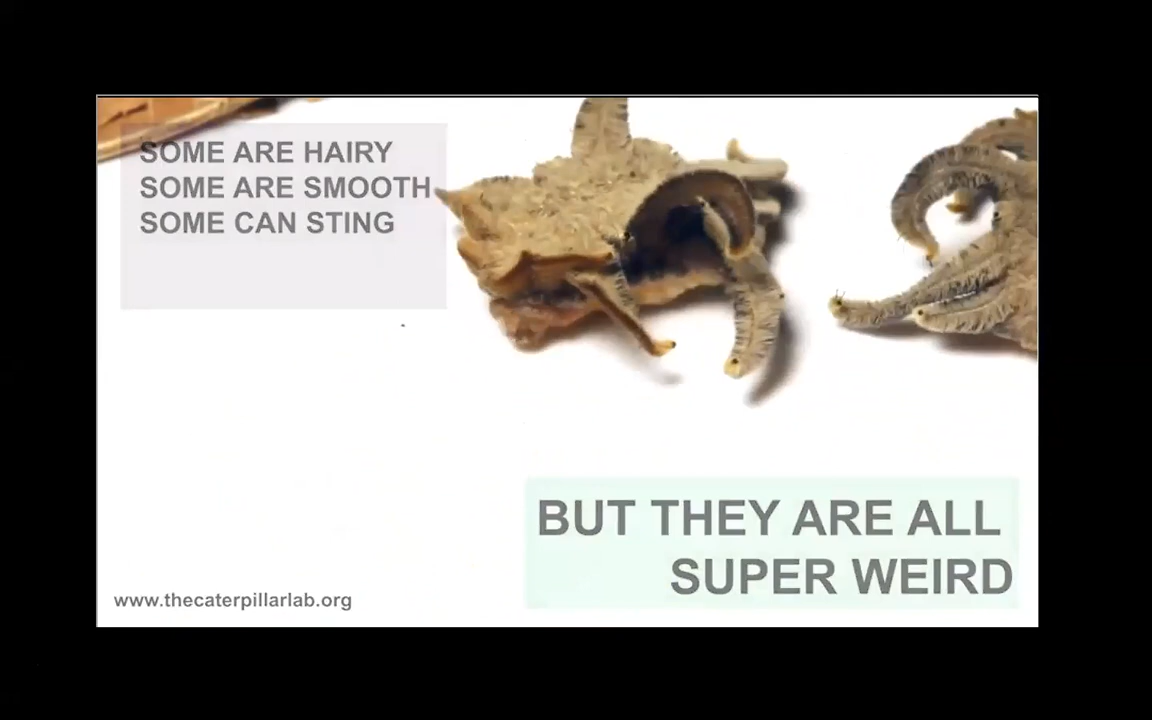 SOME ARE HAIRY
SOME ARE SMOOTH
SOME CAN STING
BUT THEY ARE ALL
SUPER WEIRD
www.thecaterpillarlab.org